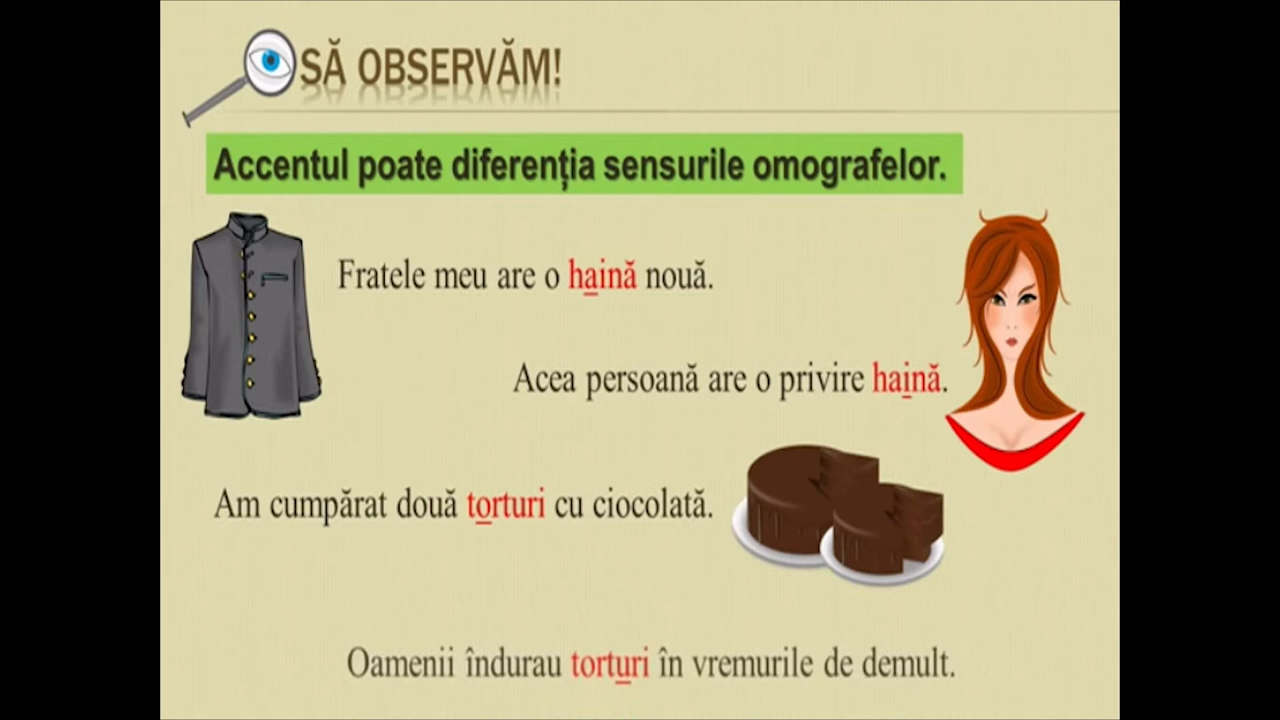 SĂ OBSERVĂM!
Accentul poate diferenția sensurile omografelor.
Fratele meu are o haină nouă.
Acea persoană are o privire haină.
Am cumpărat două torturi cu ciocolată.
Oamenii îndurau torturi în vremurile de demult.